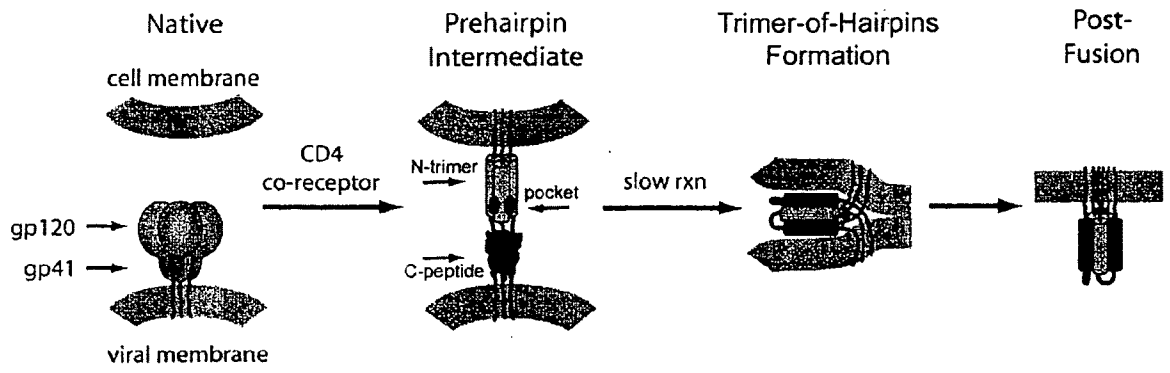 Native
cell membrane
gp120
gp41
viral membrane
CD4
co-receptor
Prehairpin
Intermediate
N-trimer
pocket
C-peptide
slow rxn
Trimer-of-Hairpins
Formation
Post-
Fusion